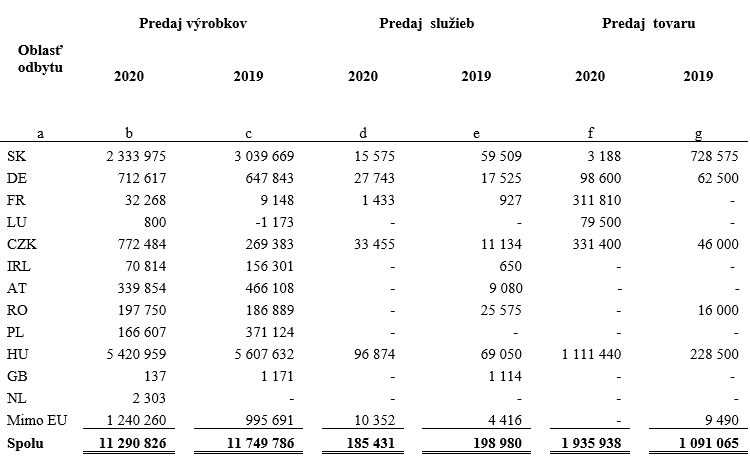 Predaj výrobkov Predaj služieb Predaj tovaru
Oblasť
odbytu
2020 2019 2020 2019 2020 2019
a b c d e f g
SK 2 333 975 3 039 669 15 575 59 509 3 188 728 575
DE 712 617 647 843 27 743 17 525 98 600 62 500
FR 32 268 9 148 1 433 927 311 810 -
LU 800 -1 173 - - 79 500 -
CZK 772 484 269 383 33 455 11 134 331 400 46 000
IRL 70 814 156 301 - 650 - -
AT 339 854 466 108 - 9 080 - -
RO 197 750 186 889 - 25 575 - 16 000
PL 166 607 371 124 - - - -
HU 5 420 959 5 607 632 96 874 69 050 1 111 440 228 500
GB 137 1 171 - 1 114 - -
NL 2 303 - - - - -
Mimo EU 1 240 260 995 691 10 352 4 416 - 9 490
Spolu 11 290 826 11 749 786 185 431 198 980 1 935 938 1 091 065